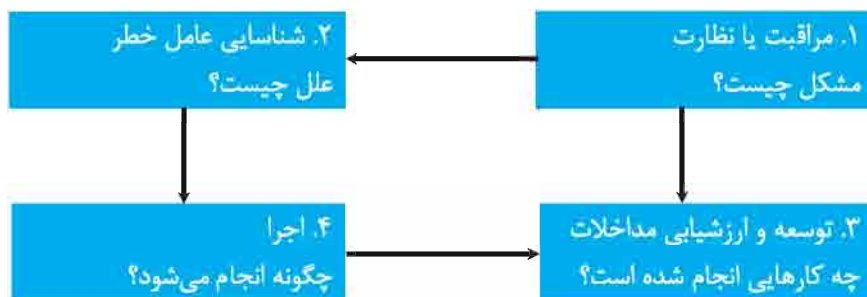 ۱. مراقبت یا نظارت
مشکل چیست؟
۲. شناسایی عامل خطر
علل چیست؟
۳. توسعه و ارزشیابی مداخلات
چه کارهایی انجام شده است؟
۴. اجرا
چگونه انجام می‌شود؟